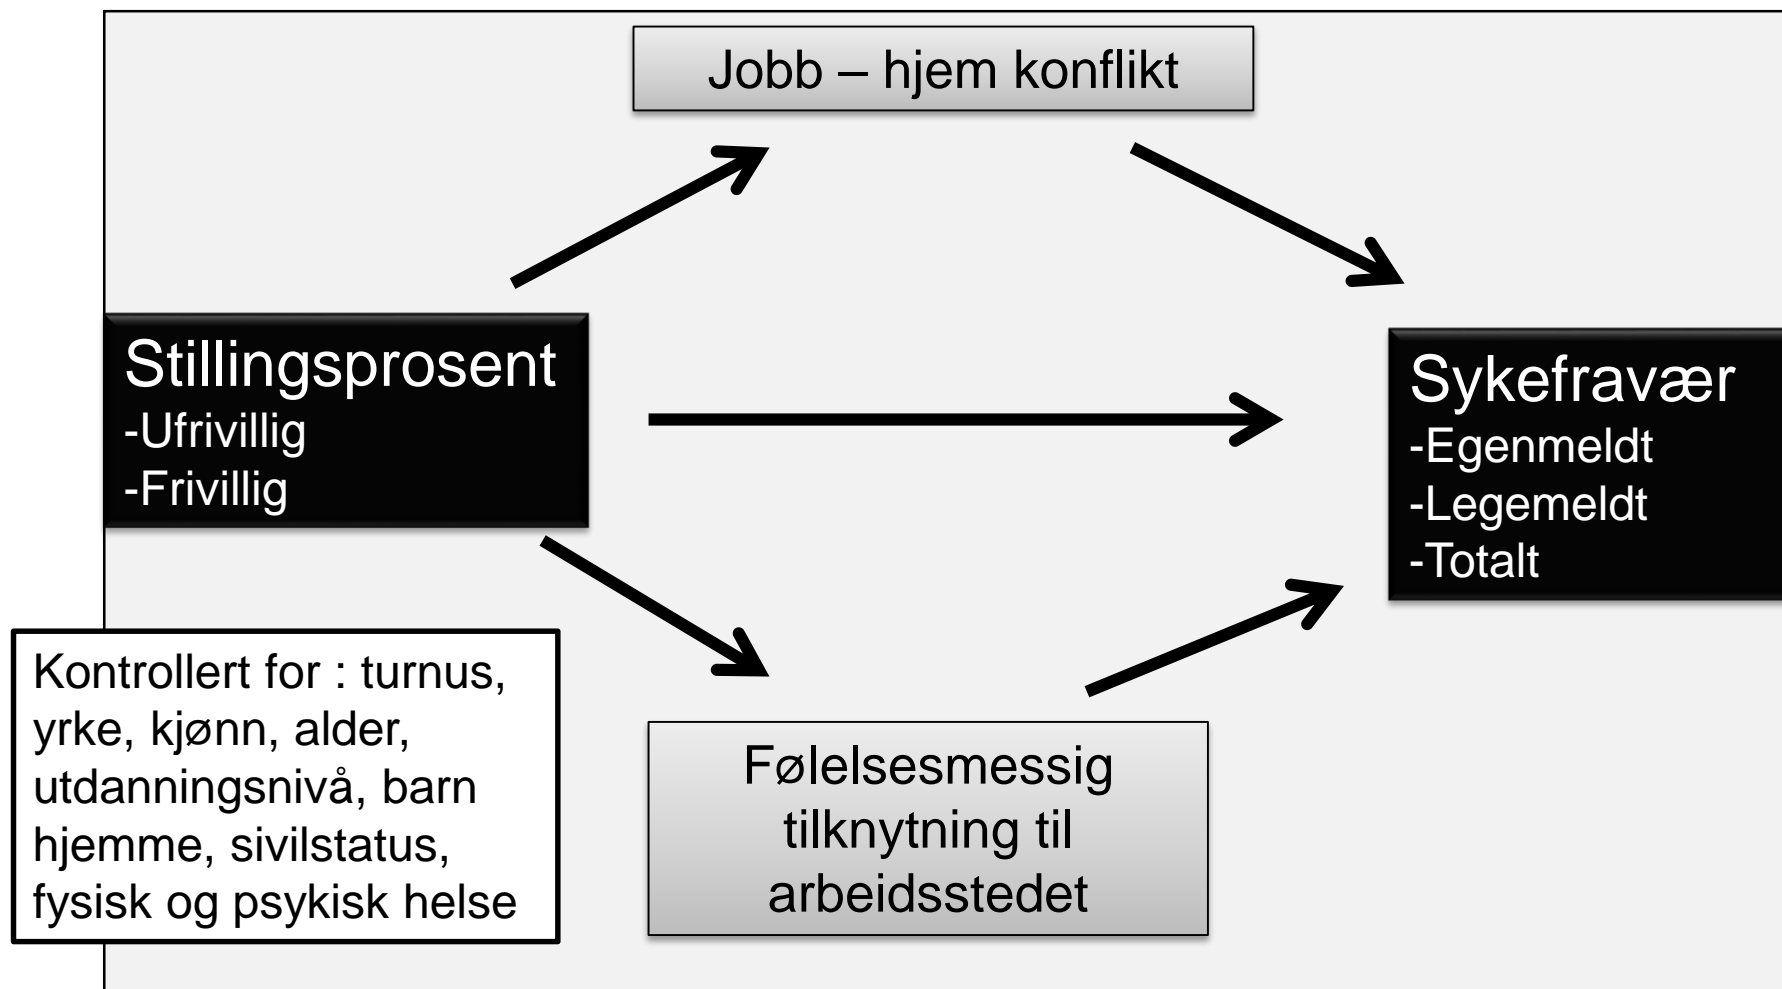 Jobb – hjem konflikt
Stillingsprosent
-Ufrivillig
-Frivillig
Sykefravær
-Egenmeldt
-Legemeldt
-Totalt
Kontrollert for : turnus,
yrke, kjønn, alder,
utdanningsnivå, barn
hjemme, sivilstatus,
fysisk og psykisk helse
Følelsesmessig
tilknytning til
arbeidsstedet